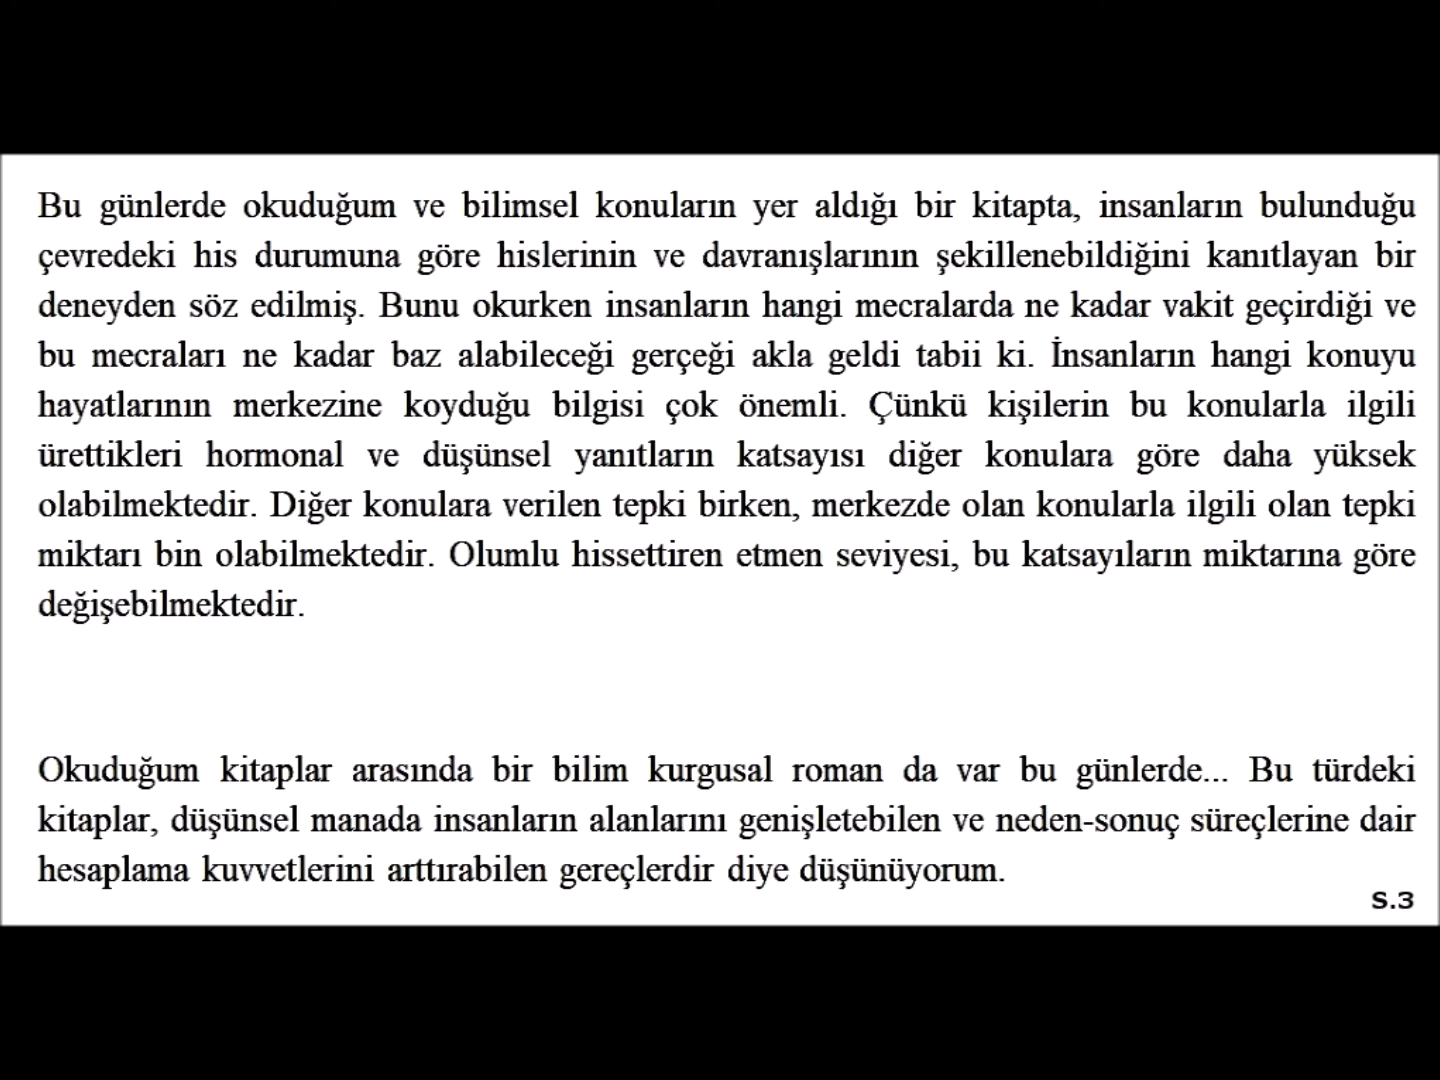 Bu günlerde okuduğum ve bilimsel konuların yer aldığı bir kitapta, insanların bulunduğu
çevredeki his durumuna göre hislerinin ve davranışlarının şekillenebildiğini kanıtlayan bir
deneyden söz edilmiş. Bunu okurken insanların hangi mecralarda ne kadar vakit geçirdiği ve
bu mecraları ne kadar baz alabileceği gerçeği akla geldi tabii ki. İnsanların hangi konuyu
hayatlarının merkezine koyduğu bilgisi çok önemli. Çünkü kişilerin bu konularla ilgili
ürettikleri hormonal ve düşünsel yanıtların katsayısı diğer konulara göre daha yüksek
olabilmektedir. Diğer konulara verilen tepki birken, merkezde olan konularla ilgili olan tepki
miktarı bin olabilmektedir. Olumlu hissettiren etmen seviyesi, bu katsayıların miktarına göre
değişebilmektedir.
Okuduğum kitaplar arasında bir bilim kurgusal roman da var bu günlerde... Bu türdeki
kitaplar, düşünsel manada insanların alanlarını genişletebilen ve neden-sonuç süreçlerine dair
hesaplama kuvvetlerini arttırabilen gereçlerdir diye düşünüyorum.
S.3